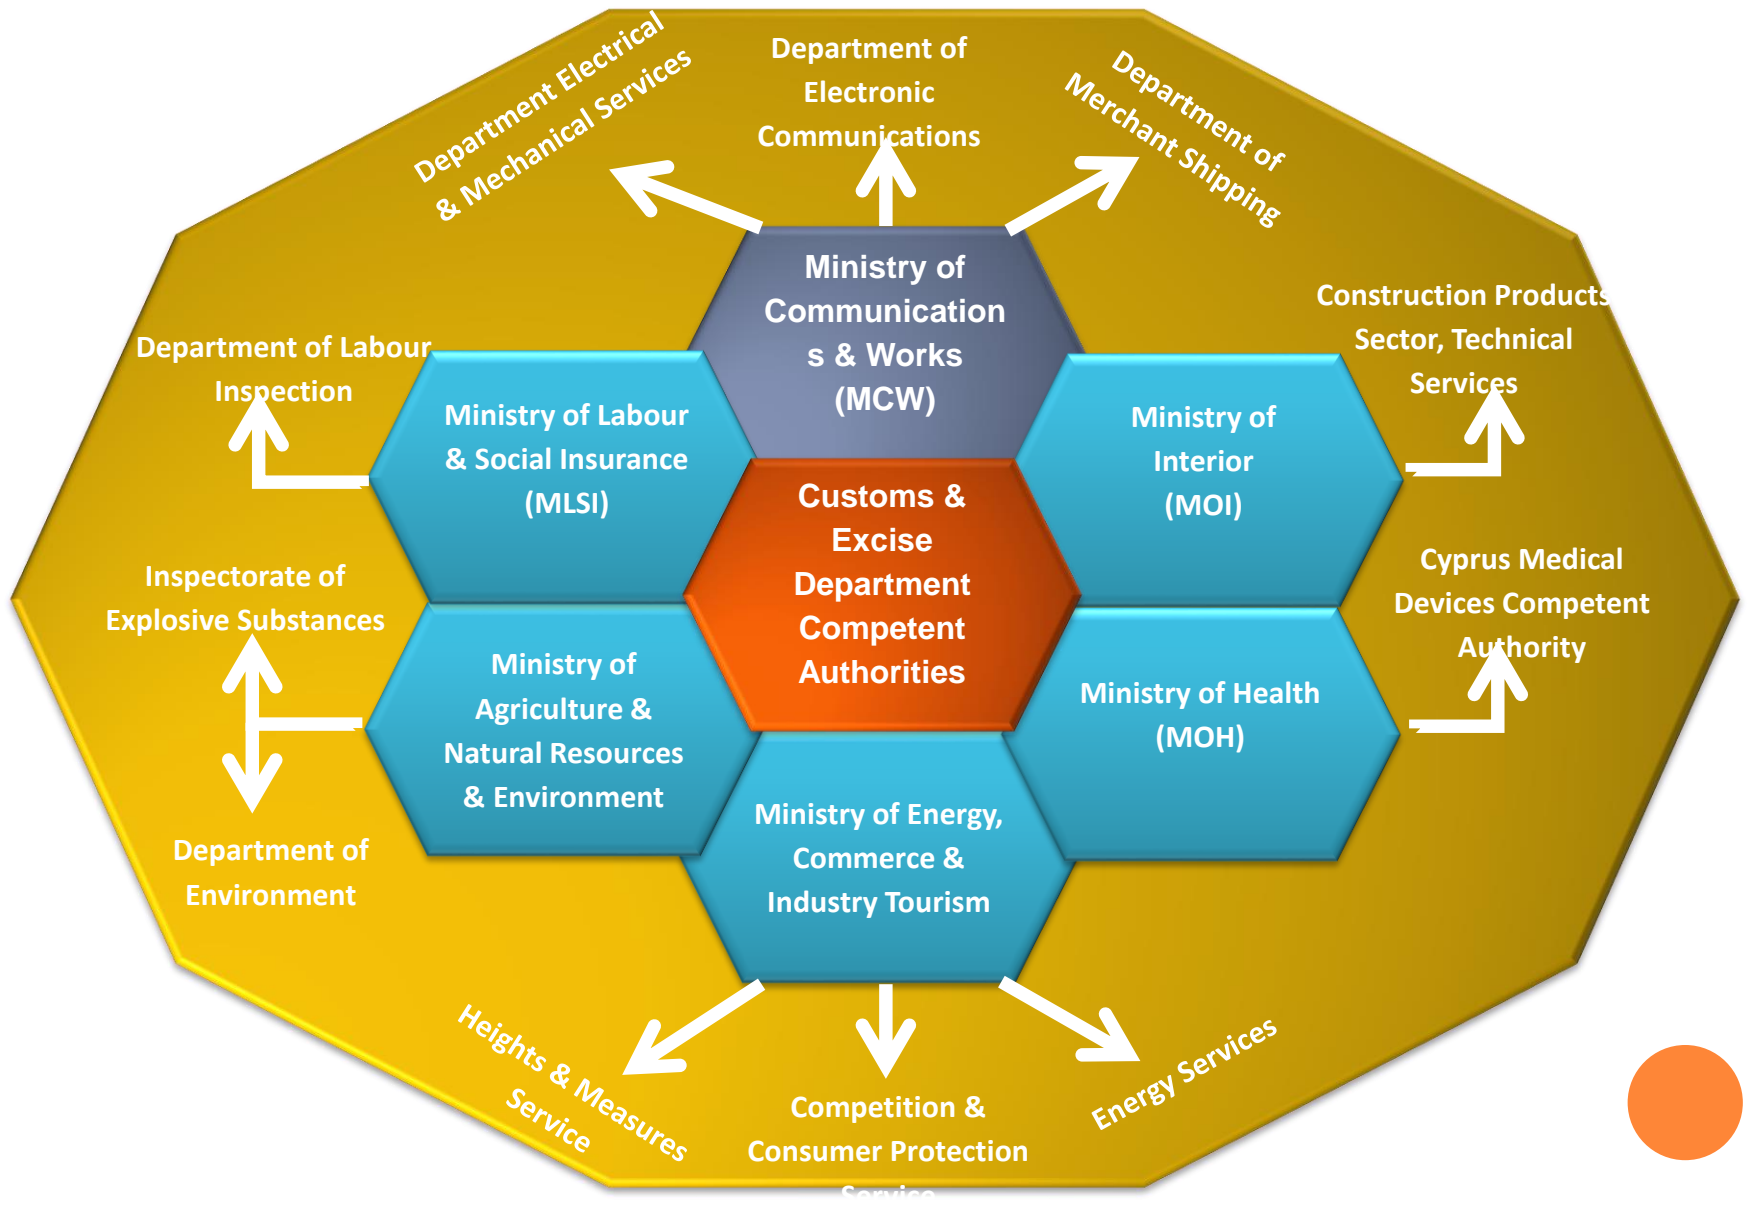 Department Electrical
& Mechanical Services
Department of
Electronic
Communications
Department of
Merchant Shipping
Ministry of
Communication
s & Works
(MCW)
Construction Products
Sector, Technical
Services
Department of Labour
Inspection
Ministry of Labour
& Social Insurance
(MLSI)
Ministry of
Interior
(MOI)
Customs &
Excise
Department
Competent
Authorities
Inspectorate of
Explosive Substances
Cyprus Medical
Devices Competent
Authority
Ministry of
Agriculture &
Natural Resources
& Environment
Ministry of Health
(MOH)
Department of
Environment
Ministry of Energy,
Commerce &
Industry Tourism
Heights & Measures
Service
Competition &
Consumer Protection
Service
Energy Services